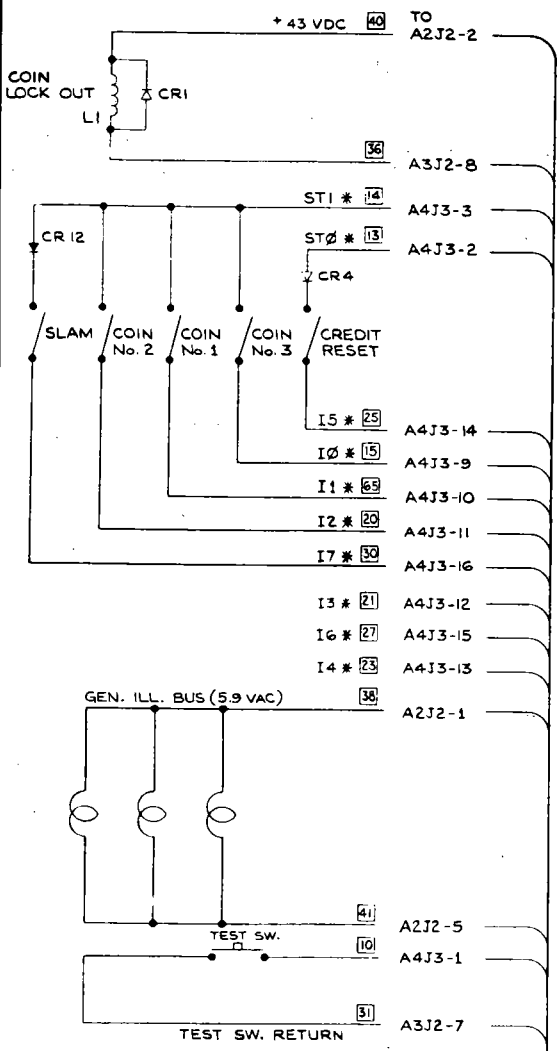 + 43 VDC 40 TO
A2J2-2
COIN
LOCK OUT
CR1
L1
36 A3J2-8
ST1 * 14 A4J3-3
STØ * 13 A4J3-2
CR 12
CR4
SLAM
COIN
No. 2
COIN
No. 1
COIN
No. 3
CREDIT
RESET
I5 * 25 A4J3-14
IØ * 15 A4J3-9
I1 * 65 A4J3-10
I2 * 20 A4J3-11
I7 * 30 A4J3-16
I3 * 21 A4J3-12
I6 * 27 A4J3-15
I4 * 23 A4J3-13
GEN. ILL. BUS (5.9 VAC) 38 A2J2-1
41 A2J2-5
TEST SW.
10 A4J3-1
31 A3J2-7
TEST SW. RETURN